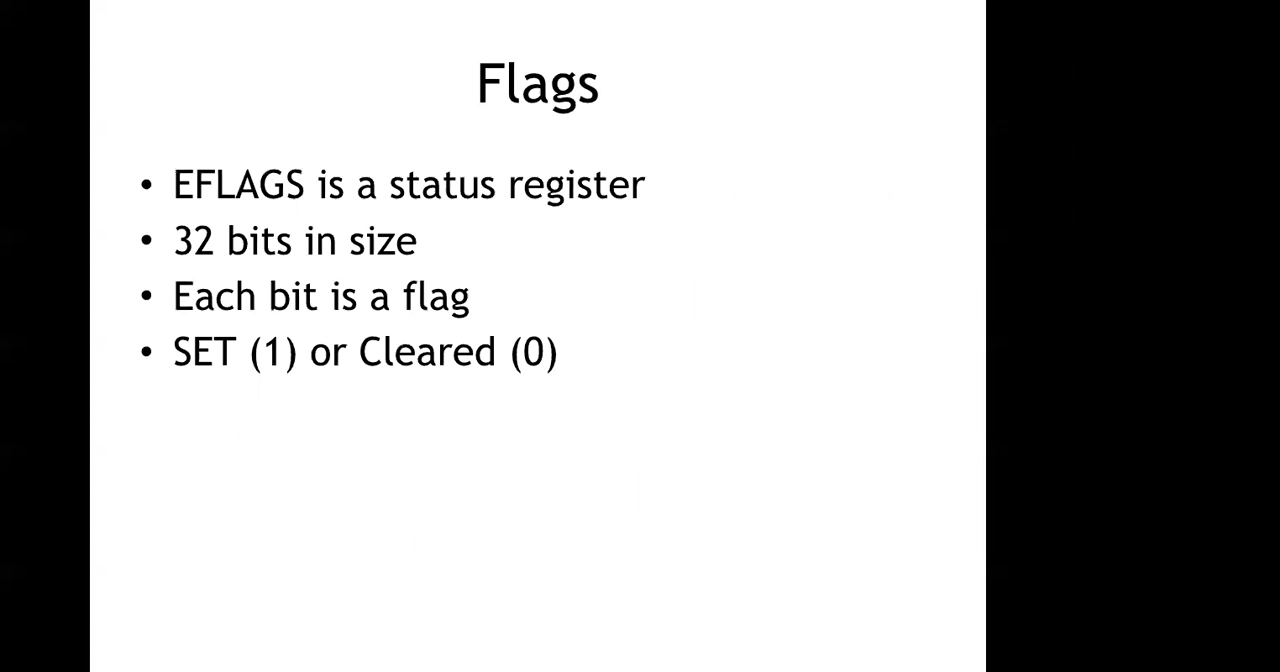 Flags
• EFLAGS is a status register
• 32 bits in size
• Each bit is a flag
• SET (1) or Cleared (0)